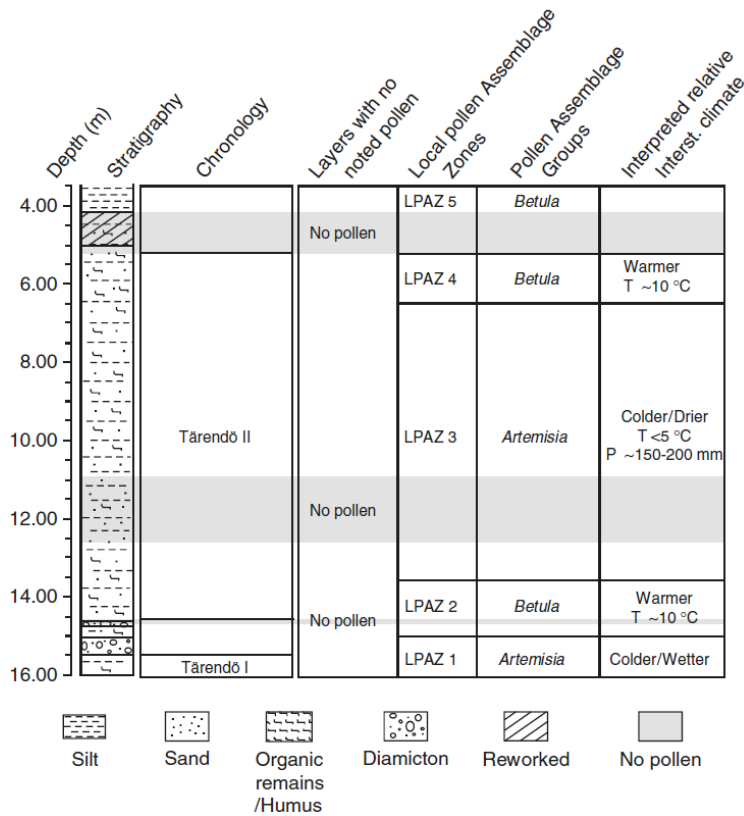 Depth (m)
Stratigraphy
Chronology
Layers with no
noted pollen
Local pollen Assemblage
Zones
Pollen Assemblage
Groups
Interpreted relative
Interst. climate
4.00
6.00
8.00
10.00
12.00
14.00
16.00
Tärendö II
Tärendö I
No pollen
No pollen
No pollen
LPAZ 5
Betula
LPAZ 4
Betula
Warmer
T ~10 °C
LPAZ 3
Artemisia
Colder/Drier
T <5 °C
P ~150-200 mm
LPAZ 2
Betula
Warmer
T ~10 °C
LPAZ 1
Artemisia
Colder/Wetter
Silt
Sand
Organic
remains
/Humus
Diamicton
Reworked
No pollen